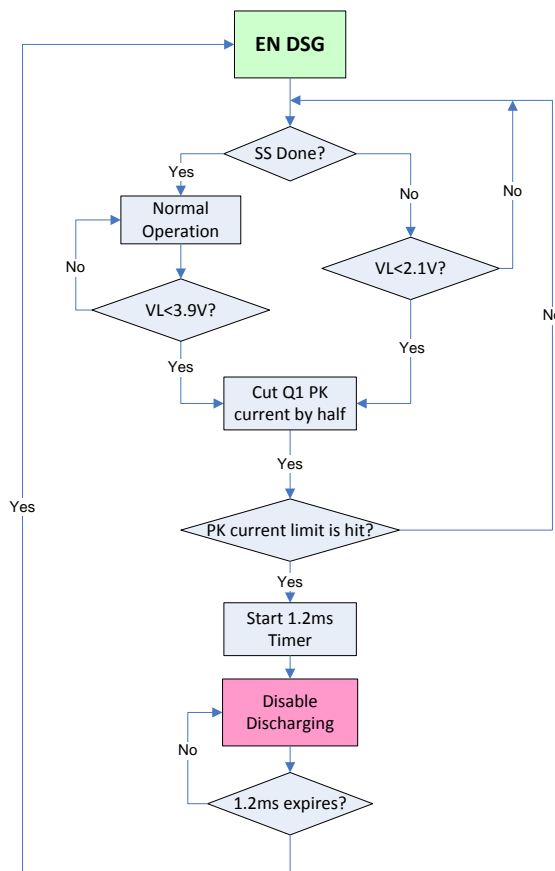 EN DSG
SS Done?
Yes
No
No
Normal
Operation
No
VL<2.1V?
VL<3.9V?
No
Yes
Yes
Cut Q1 PK
current by half
Yes
Yes
PK current limit is hit?
Yes
Start 1.2ms
Timer
Disable
Discharging
No
1.2ms expires?